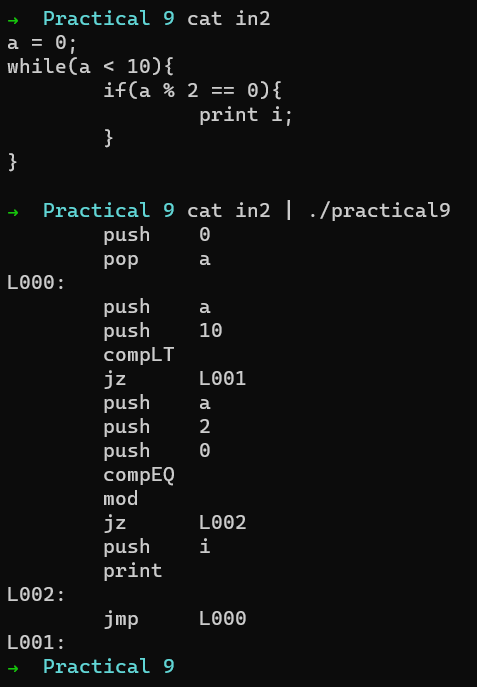 →  Practical 9 cat in2
a = 0;
while(a < 10){
        if(a % 2 == 0){
                print i;
        }
}

→  Practical 9 cat in2 | ./practical9
        push    0
        pop     a
L000:
        push    a
        push    10
        compLT
        jz      L001
        push    a
        push    2
        push    0
        compEQ
        mod
        jz      L002
        push    i
        print
L002:
        jmp     L000
L001:
→  Practical 9